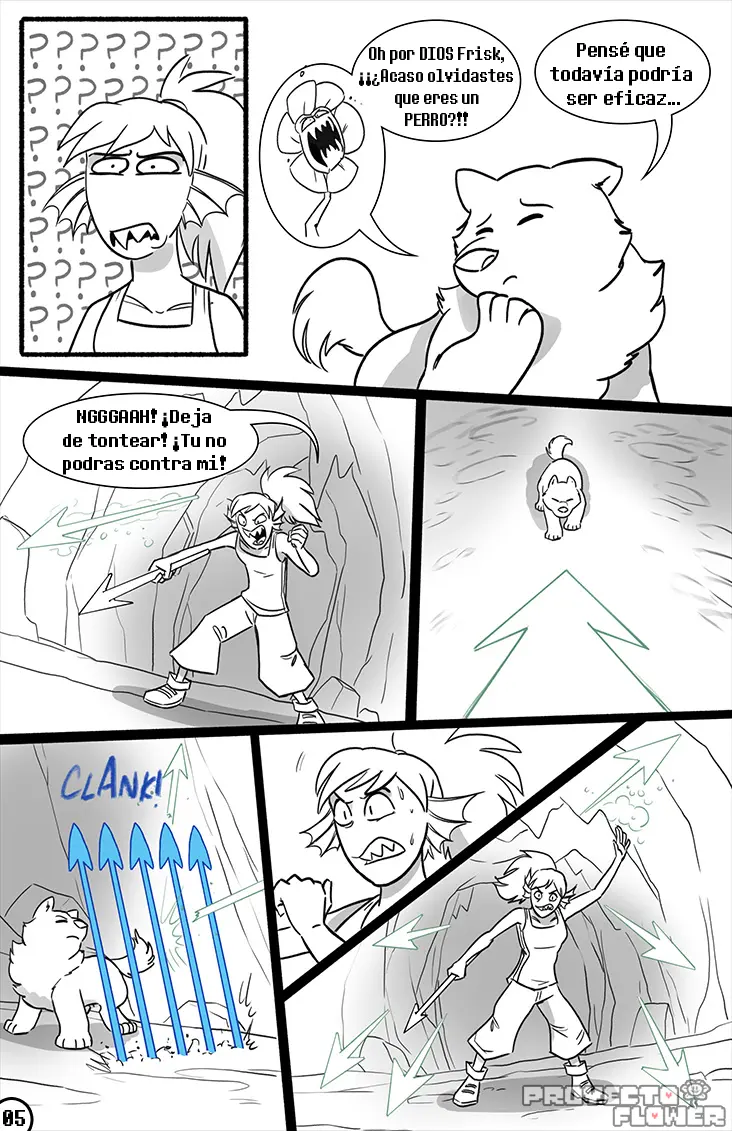 ? ? ? ? ? ? ?
Oh por DIOS Frisk,
¡¡¿Acaso olvidastes
que eres un
PERRO?!!
Pensé que
todavía podría
ser eficaz...
NGGGAAH! ¡Deja
de tontear! ¡Tu no
podras contra mi!
CLANK!
05
PROYECTO
FLOWER